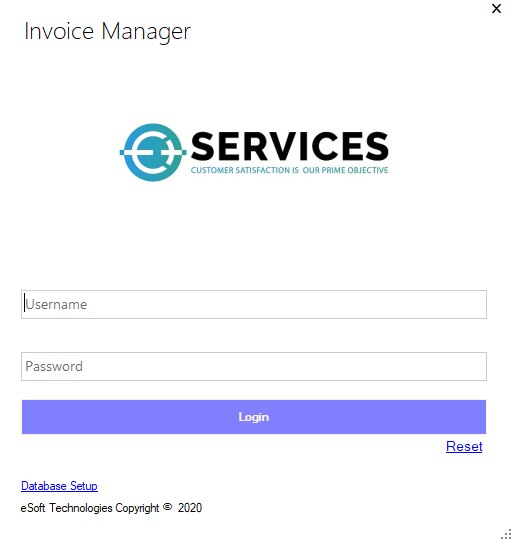 Invoice Manager
SERVICES
CUSTOMER SATISFACTION IS OUR PRIME OBJECTIVE
Username
Password
Login
Reset
Database Setup
eSoft Technologies Copyright © 2020